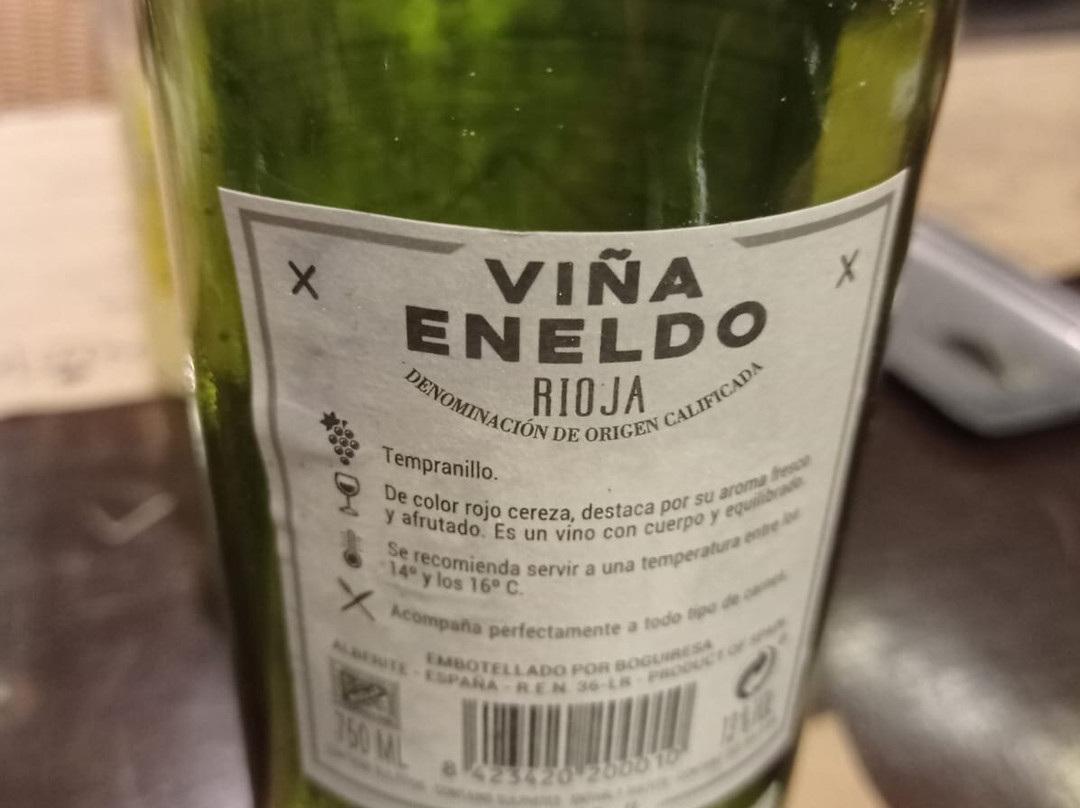 VIÑA
ENELDO
RIOJA
DENOMINACIÓN DE ORIGEN CALIFICADA
Tempranillo.
De color rojo cereza, destaca por su aroma fresco
y afrutado. Es un vino con cuerpo y equilibrado.
Se recomienda servir a una temperatura entre los
14º y los 16º C.
Acompaña perfectamente a todo tipo de carnes.
EMBOTELLADO POR BOGUIRESA
ALBERITE - ESPAÑA - R.E.N. 36-LR - PRODUCT OF SPAIN
750 ML
8 423420 200010